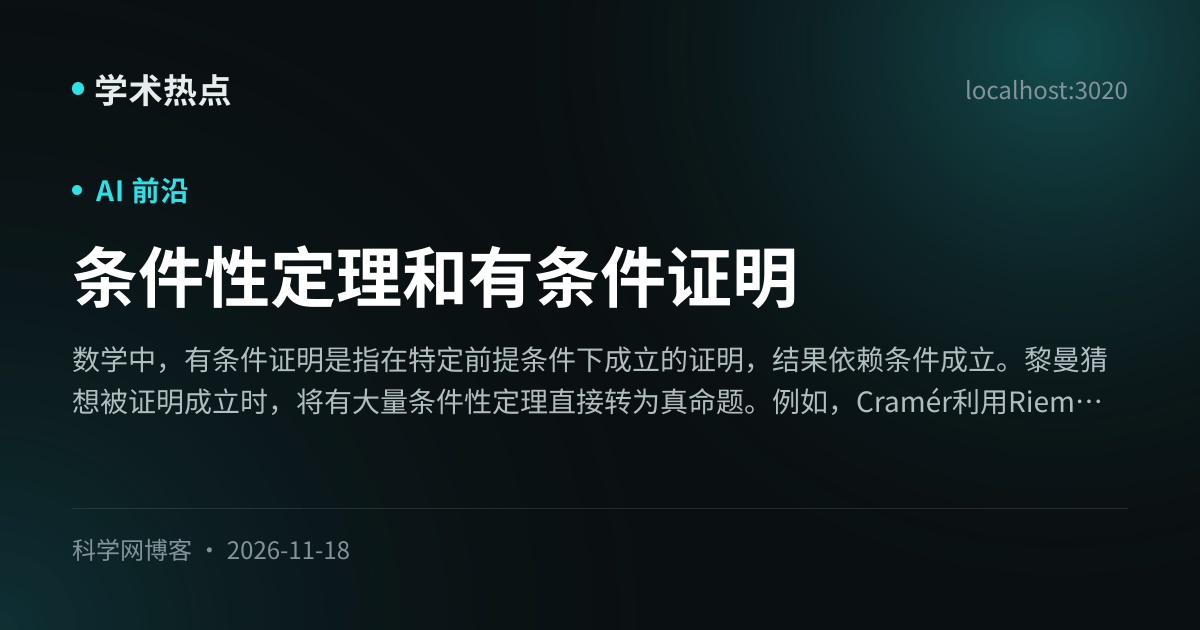 学术热点
localhost:3020
AI 前沿
条件性定理和有条件证明
数学中，有条件证明是指在特定前提条件下成立的证明，结果依赖条件成立。黎曼猜
想被证明成立时，将有大量条件性定理直接转为真命题。例如，Cramér利用Riem…
科学网博客 · 2026-11-18